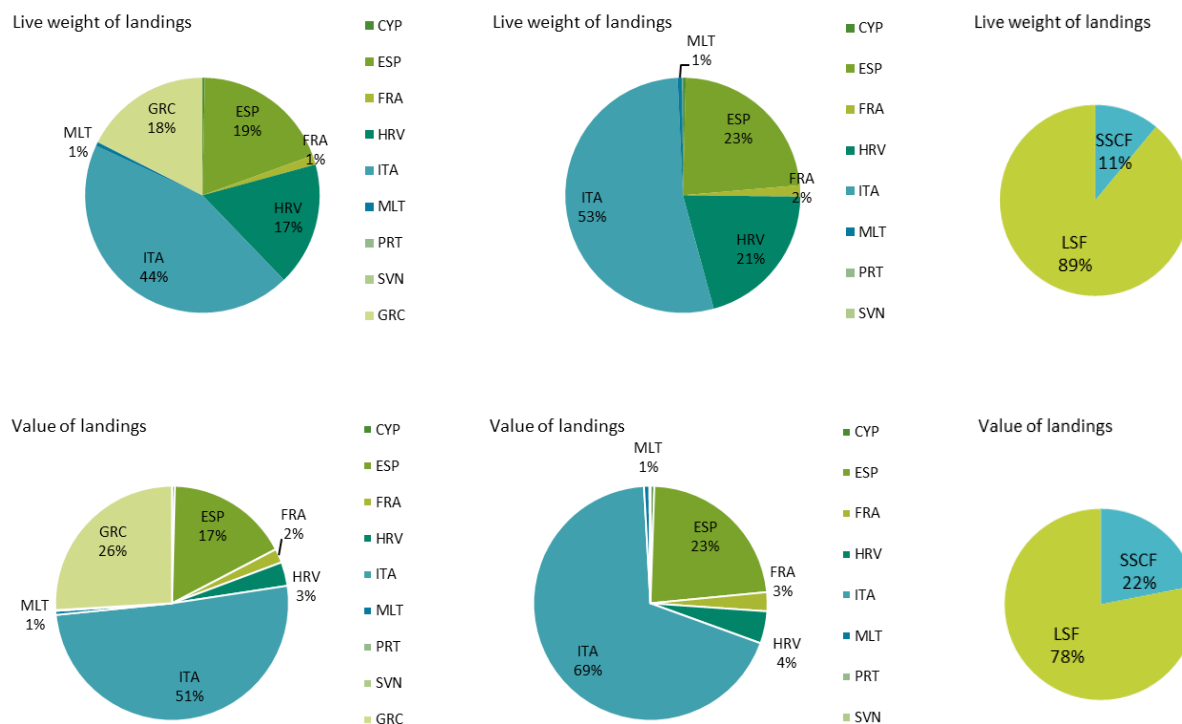 Live weight of landings
CYP
ESP
FRA
HRV
ITA
MLT
PRT
SVN
GRC
GRC
18%
ESP
19%
FRA
1%
HRV
17%
ITA
44%
MLT
1%
Live weight of landings
CYP
ESP
FRA
HRV
ITA
MLT
PRT
SVN
MLT
1%
ESP
23%
FRA
2%
HRV
21%
ITA
53%
Live weight of landings
SSCF
11%
LSF
89%
Value of landings
CYP
ESP
FRA
HRV
ITA
MLT
PRT
SVN
GRC
GRC
26%
ESP
17%
FRA
2%
HRV
3%
ITA
51%
MLT
1%
Value of landings
CYP
ESP
FRA
HRV
ITA
MLT
PRT
SVN
MLT
1%
ESP
23%
FRA
3%
HRV
4%
ITA
69%
Value of landings
SSCF
22%
LSF
78%